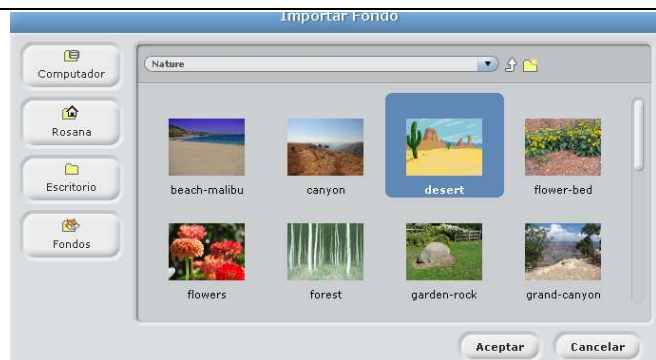 Importar Fondo
Computador
Rosana
Escritorio
Fondos
Nature
beach-malibu
canyon
desert
flower-bed
flowers
forest
garden-rock
grand-canyon
Aceptar
Cancelar